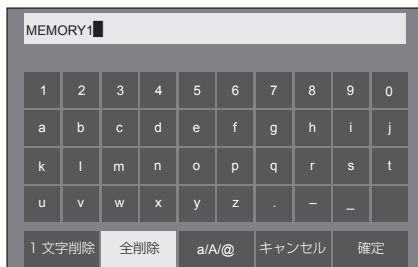 MEMORY1
1 2 3 4 5 6 7 8 9 0
a b c d e f g h i j
k l m n o p q r s t
u v w x y z . – _
1 文字削除 全削除 a/A/@ キャンセル 確定